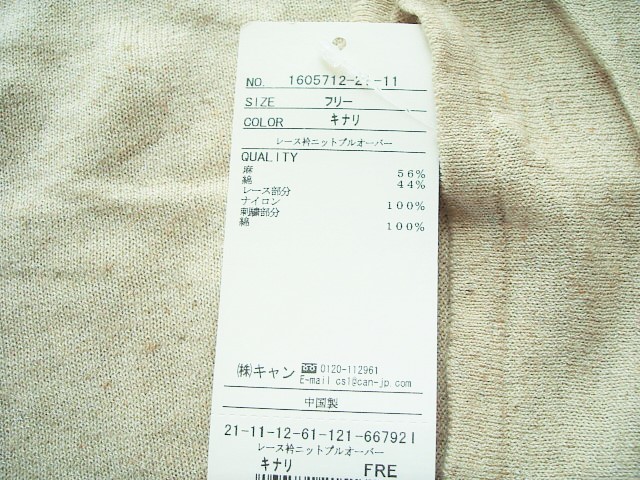 NO. 1605712-2 -11
SIZE フリー
COLOR キナリ
レース衿ニットプルオーバー
QUALITY
麻 56%
綿 44%
レース部分
ナイロン 100%
刺繍部分
綿 100%
㈱キャン 0120-112961
E-mail cs1@can-jp.com
中国製
21-11-12-61-121-667921
レース衿ニットプルオーバー
キナリ FRE